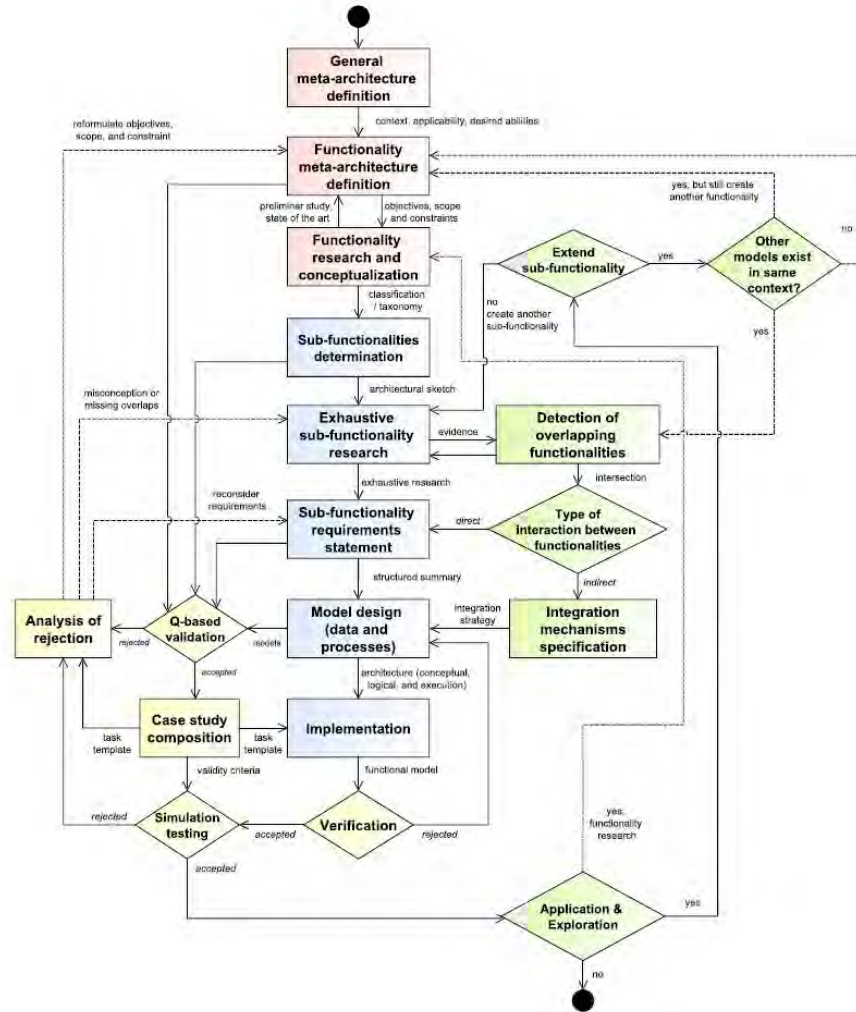 General
meta-architecture
definition
context, applicability, desired abilities
reformulate objectives,
scope, and constraint
Functionality
meta-architecture
definition
yes, but still create
another functionality
preliminar study,
state of the art
objectives, scope
and constraints
Functionality
research and
conceptualization
Extend
sub-functionality
yes
Other
models exist
in same
context?
no
classification
/ taxonomy
no
create another
sub-functionality
yes
Sub-functionalities
determination
misconception or
missing overlaps
architectural sketch
Exhaustive
sub-functionality
research
evidence
Detection of
overlapping
functionalities
exhaustive research
intersection
reconsider
requirements
Sub-functionality
requirements
statement
direct
Type of
interaction between
functionalities
structured summary
indirect
Analysis of
rejection
rejected
Q-based
validation
models
Model design
(data and
processes)
integration
strategy
Integration
mechanisms
specification
accepted
architecture (conceptual,
logical, and execution)
task
template
Case study
composition
task
template
Implementation
validity criteria
functional model
rejected
Simulation
testing
accepted
Verification
rejected
yes,
functionality
research
accepted
Application &
Exploration
yes
no